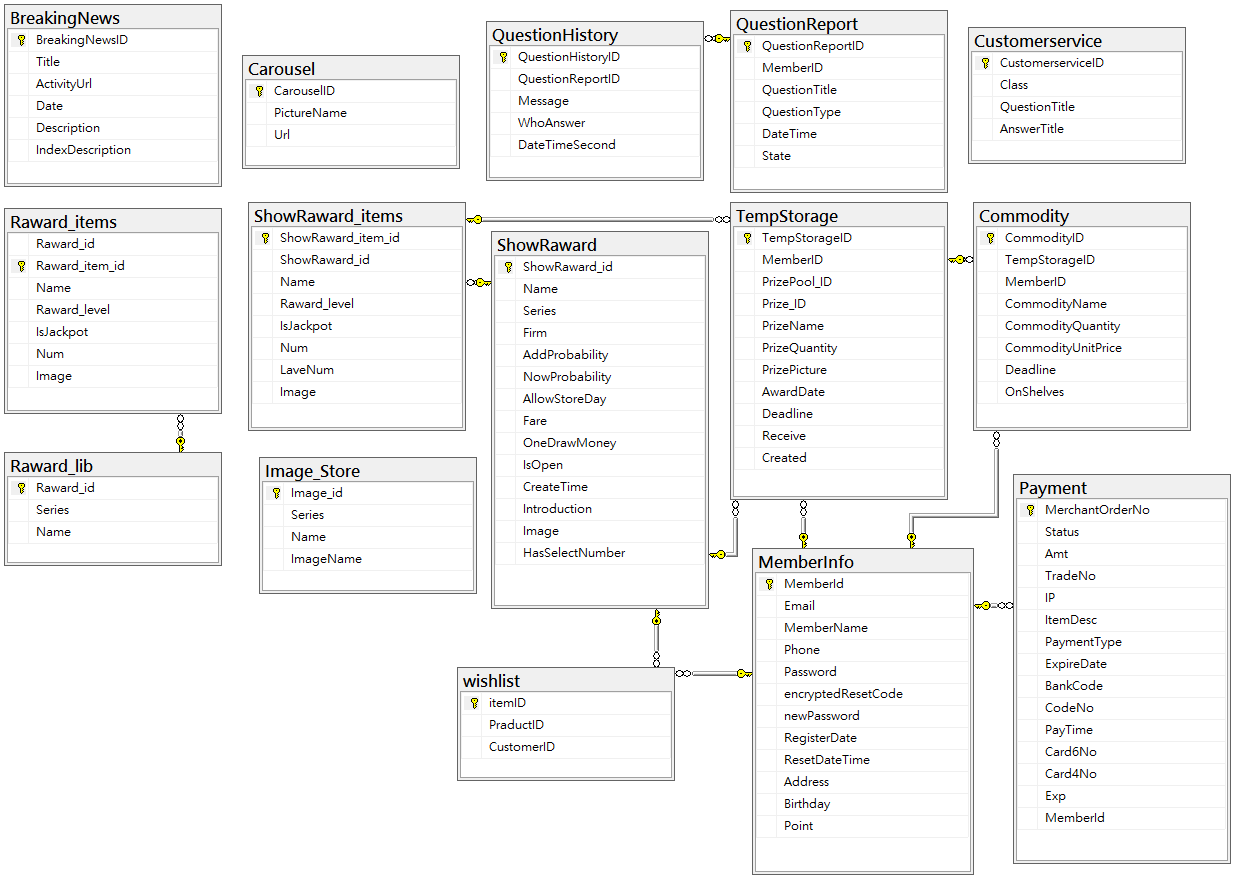 BreakingNews
BreakingNewsID
Title
ActivityUrl
Date
Description
IndexDescription
Carousel
CarouselID
PictureName
Url
QuestionHistory
QuestionHistoryID
QuestionReportID
Message
WhoAnswer
DateTimeSecond
QuestionReport
QuestionReportID
MemberID
QuestionTitle
QuestionType
DateTime
State
Customerservice
CustomerserviceID
Class
QuestionTitle
AnswerTitle
Raward_items
Raward_id
Raward_item_id
Name
Raward_level
IsJackpot
Num
Image
ShowRaward_items
ShowRaward_item_id
ShowRaward_id
Name
Raward_level
IsJackpot
Num
LaveNum
Image
ShowRaward
ShowRaward_id
Name
Series
Firm
AddProbability
NowProbability
AllowStoreDay
Fare
OneDrawMoney
IsOpen
CreateTime
Introduction
Image
HasSelectNumber
TempStorage
TempStorageID
MemberID
PrizePool_ID
Prize_ID
PrizeName
PrizeQuantity
PrizePicture
AwardDate
Deadline
Receive
Created
Commodity
CommodityID
TempStorageID
MemberID
CommodityName
CommodityQuantity
CommodityUnitPrice
Deadline
OnShelves
Raward_lib
Raward_id
Series
Name
Image_Store
Image_id
Series
Name
ImageName
wishlist
itemID
PraductID
CustomerID
MemberInfo
MemberId
Email
MemberName
Phone
Password
encryptedResetCode
newPassword
RegisterDate
ResetDateTime
Address
Birthday
Point
Payment
MerchantOrderNo
Status
Amt
TradeNo
IP
ItemDesc
PaymentType
ExpireDate
BankCode
CodeNo
PayTime
Card6No
Card4No
Exp
MemberId